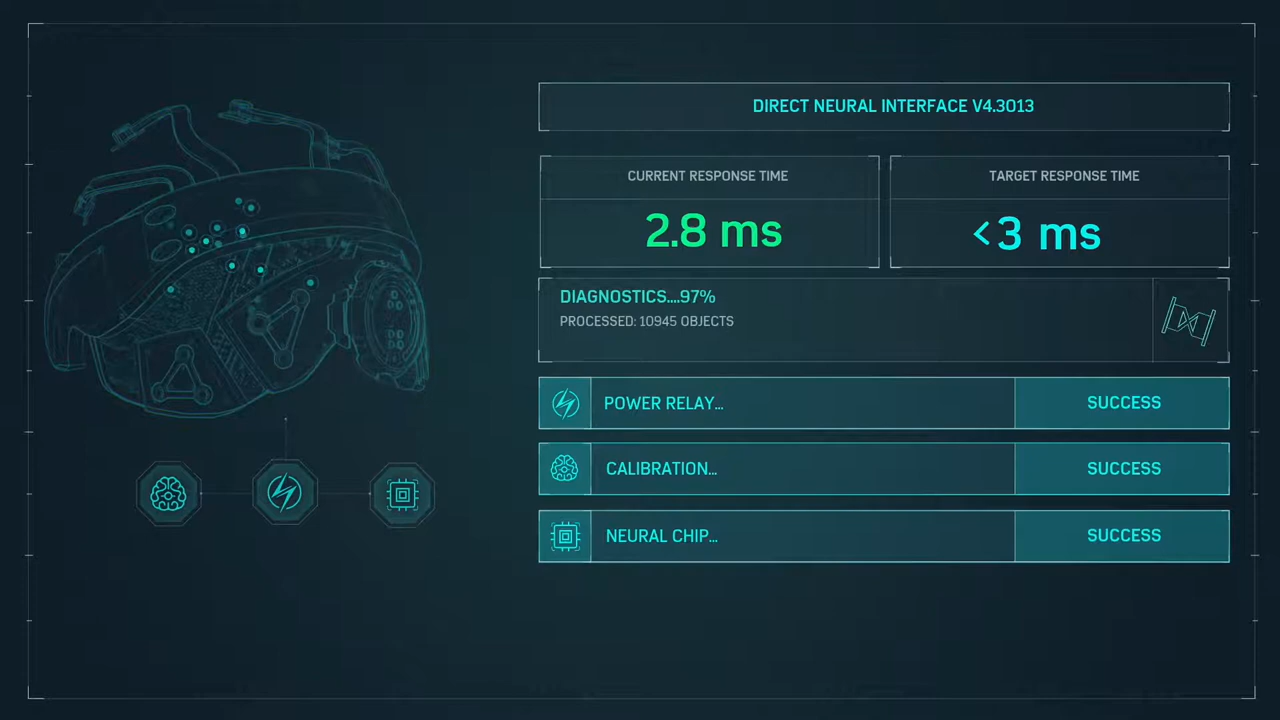 DIRECT NEURAL INTERFACE V4.3013
CURRENT RESPONSE TIME
2.8 ms
TARGET RESPONSE TIME
<3 ms
DIAGNOSTICS....97%
PROCESSED: 10945 OBJECTS
POWER RELAY...
SUCCESS
CALIBRATION...
SUCCESS
NEURAL CHIP...
SUCCESS